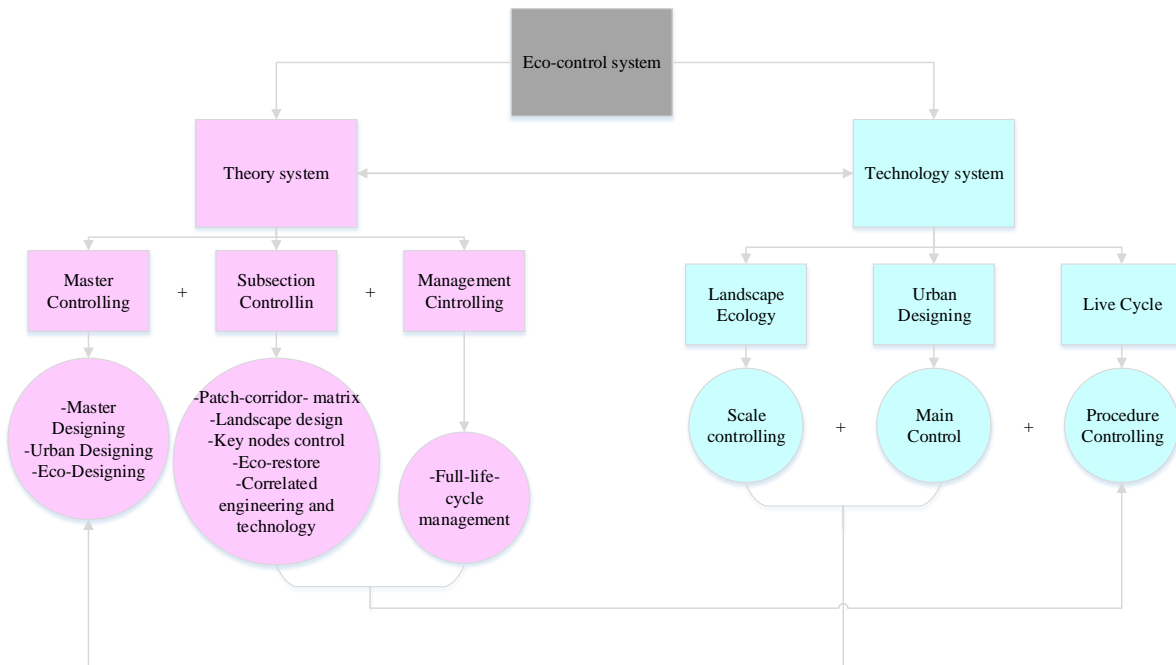 Eco-control system
Theory system
Technology system
Master
Controlling
+
Subsection
Controllin
+
Management
Cintrolling
Landscape
Ecology
Urban
Designing
Live Cycle
-Master
Designing
-Urban Designing
-Eco-Designing
-Patch-corridor- matrix
-Landscape design
-Key nodes control
-Eco-restore
-Correlated
engineering and
technology
-Full-life-
cycle
management
Scale
controlling
+
Main
Control
+
Procedure
Controlling